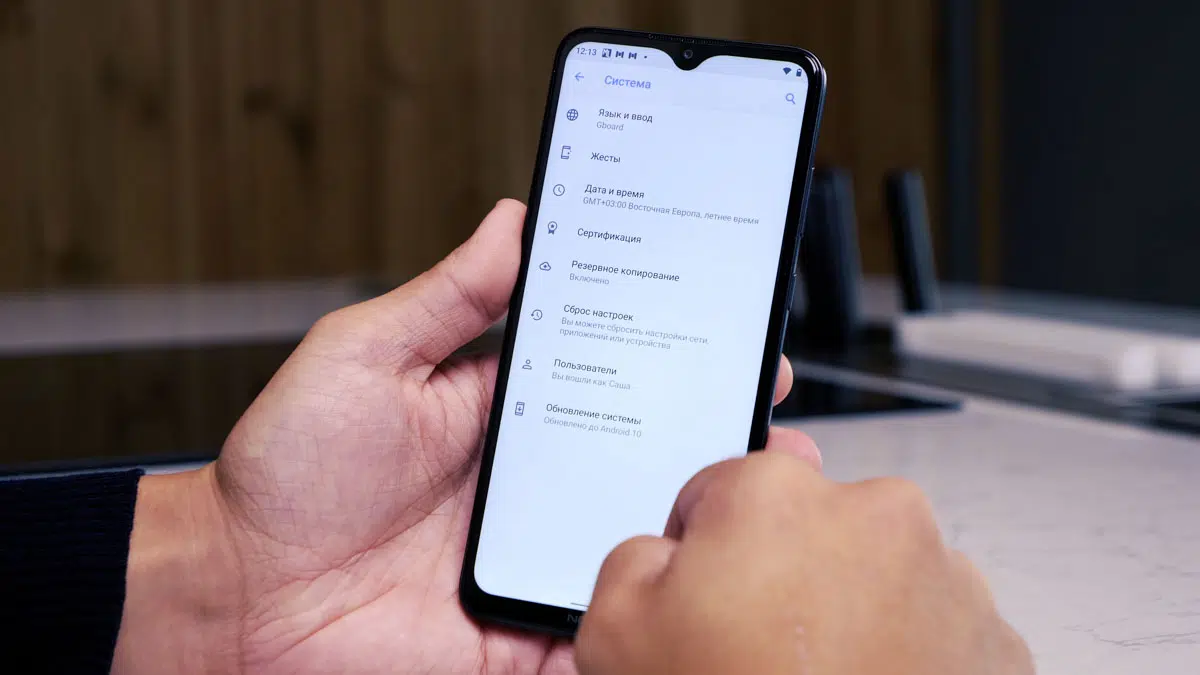 12:13
Система
Язык и ввод
Gboard
Жесты
Дата и время
GMT+03:00 Восточная Европа, летнее время
Сертификация
Резервное копирование
Включено
Сброс настроек
Вы можете сбросить настройки сети,
приложений или устройства
Пользователи
Вы вошли как Саша
Обновление системы
Обновлено до Android 10